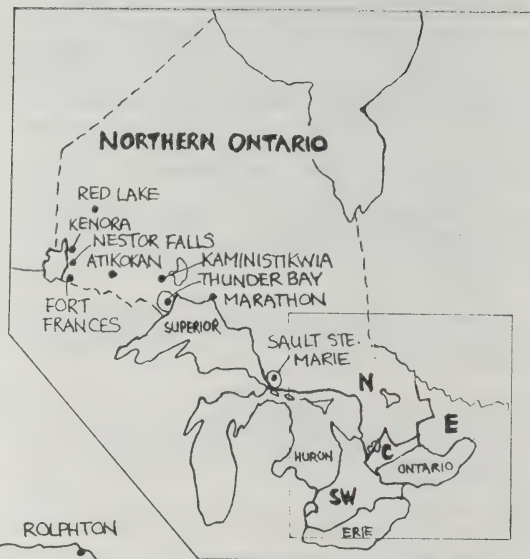 NORTHERN ONTARIO
RED LAKE
KENORA
NESTOR FALLS
ATIKOKAN
KAMINISTIKWIA
THUNDER BAY
FORT
FRANCES
MARATHON
SUPERIOR
SAULT STE.
MARIE
N
E
HURON
C
ONTARIO
SW
ERIE
ROLPHTON